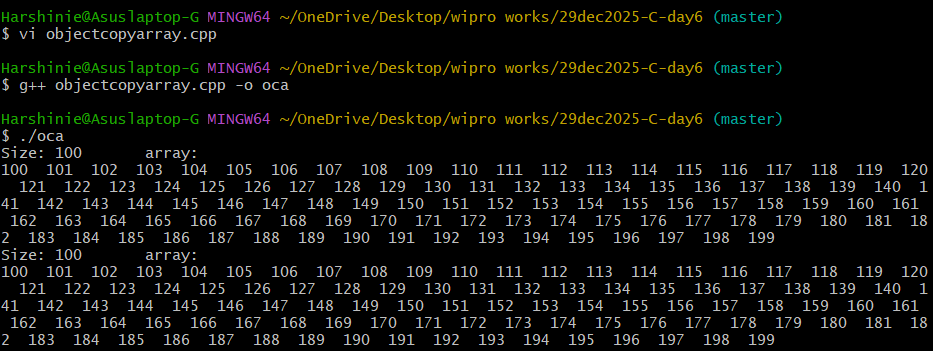 Harshinie@Asuslaptop-G MINGW64 ~/OneDrive/Desktop/wipro works/29dec2025-C-day6 (master)
$ vi objectcopyarray.cpp
Harshinie@Asuslaptop-G MINGW64 ~/OneDrive/Desktop/wipro works/29dec2025-C-day6 (master)
$ g++ objectcopyarray.cpp -o oca
Harshinie@Asuslaptop-G MINGW64 ~/OneDrive/Desktop/wipro works/29dec2025-C-day6 (master)
$ ./oca
Size: 100       array:
100  101  102  103  104  105  106  107  108  109  110  111  112  113  114  115  116  117  118  119  120
  121  122  123  124  125  126  127  128  129  130  131  132  133  134  135  136  137  138  139  140  1
41  142  143  144  145  146  147  148  149  150  151  152  153  154  155  156  157  158  159  160  161
 162  163  164  165  166  167  168  169  170  171  172  173  174  175  176  177  178  179  180  181  18
2  183  184  185  186  187  188  189  190  191  192  193  194  195  196  197  198  199
Size: 100       array:
100  101  102  103  104  105  106  107  108  109  110  111  112  113  114  115  116  117  118  119  120
  121  122  123  124  125  126  127  128  129  130  131  132  133  134  135  136  137  138  139  140  1
41  142  143  144  145  146  147  148  149  150  151  152  153  154  155  156  157  158  159  160  161
 162  163  164  165  166  167  168  169  170  171  172  173  174  175  176  177  178  179  180  181  18
2  183  184  185  186  187  188  189  190  191  192  193  194  195  196  197  198  199